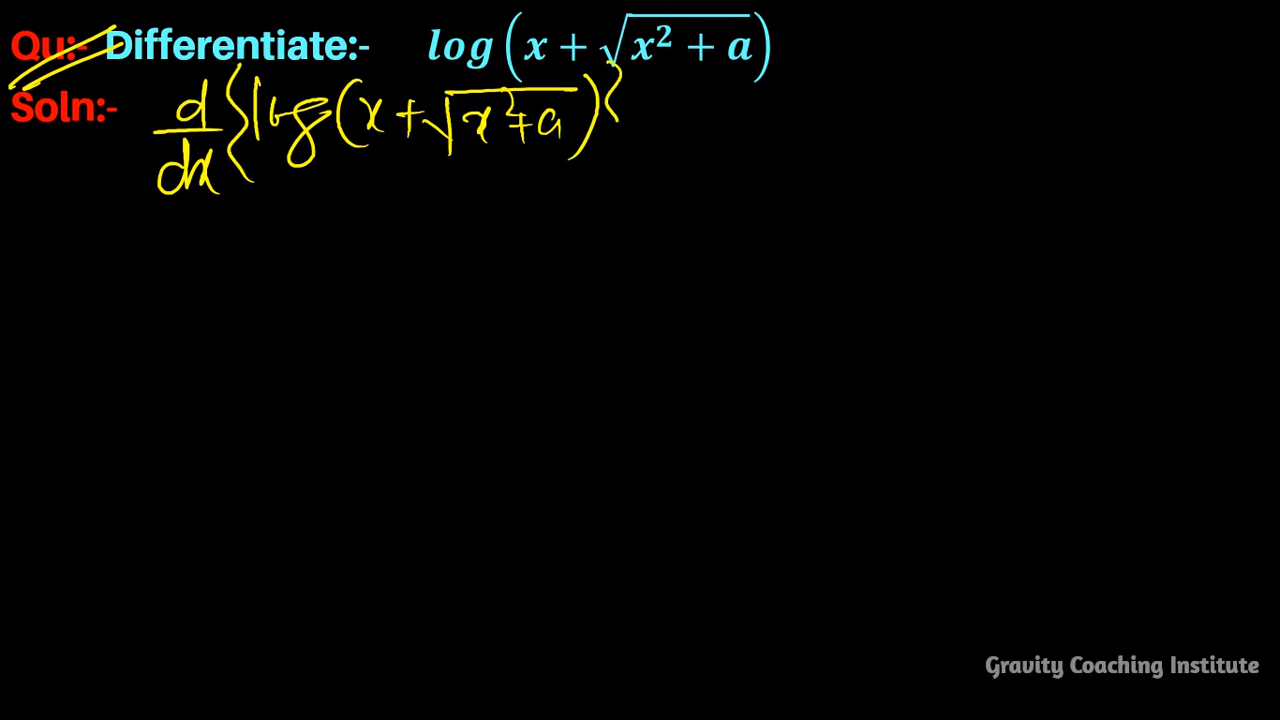 Qu:- Differentiate:- log(x + √(x² + a))
Soln:- d/dx {log(x + √(x² + a))}
Gravity Coaching Institute